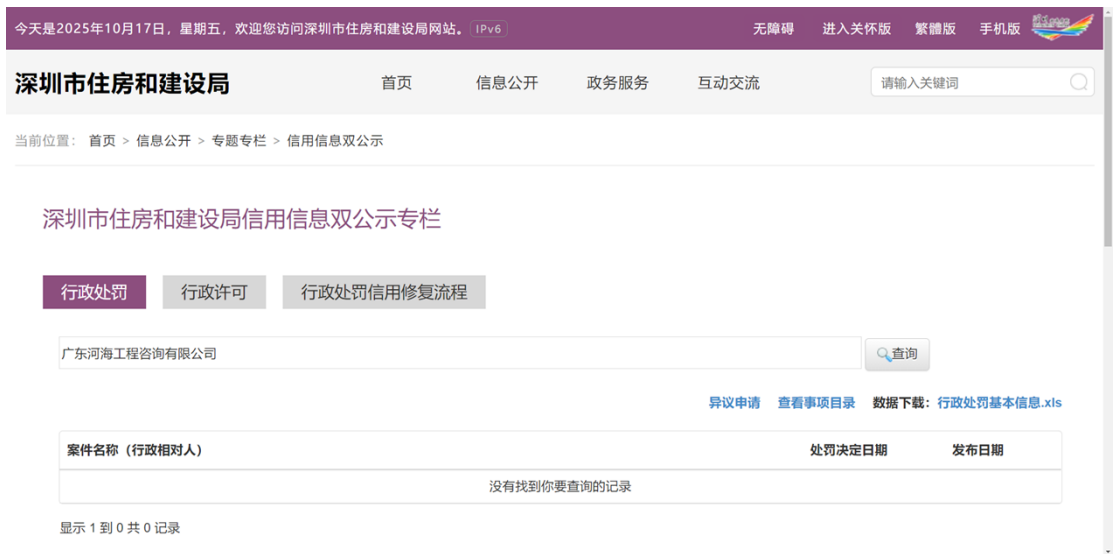 今天是2025年10月17日，星期五，欢迎您访问深圳市住房和建设局网站。 IPv6 无障碍 进入关怀版 繁體版 手机版
深圳市住房和建设局 首页 信息公开 政务服务 互动交流 请输入关键词
当前位置： 首页 > 信息公开 > 专题专栏 > 信用信息双公示
深圳市住房和建设局信用信息双公示专栏
行政处罚 行政许可 行政处罚信用修复流程
广东河海工程咨询有限公司 查询
异议申请 查看事项目录 数据下载：行政处罚基本信息.xls
案件名称（行政相对人） 处罚决定日期 发布日期
没有找到你要查询的记录
显示 1 到 0 共 0 记录